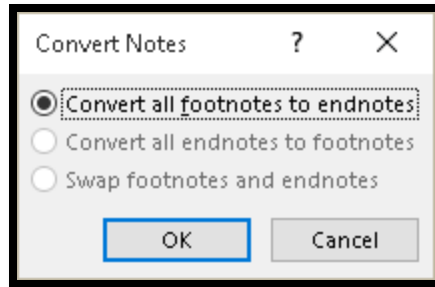 Convert Notes ?
Convert all footnotes to endnotes
Convert all endnotes to footnotes
Swap footnotes and endnotes
OK Cancel